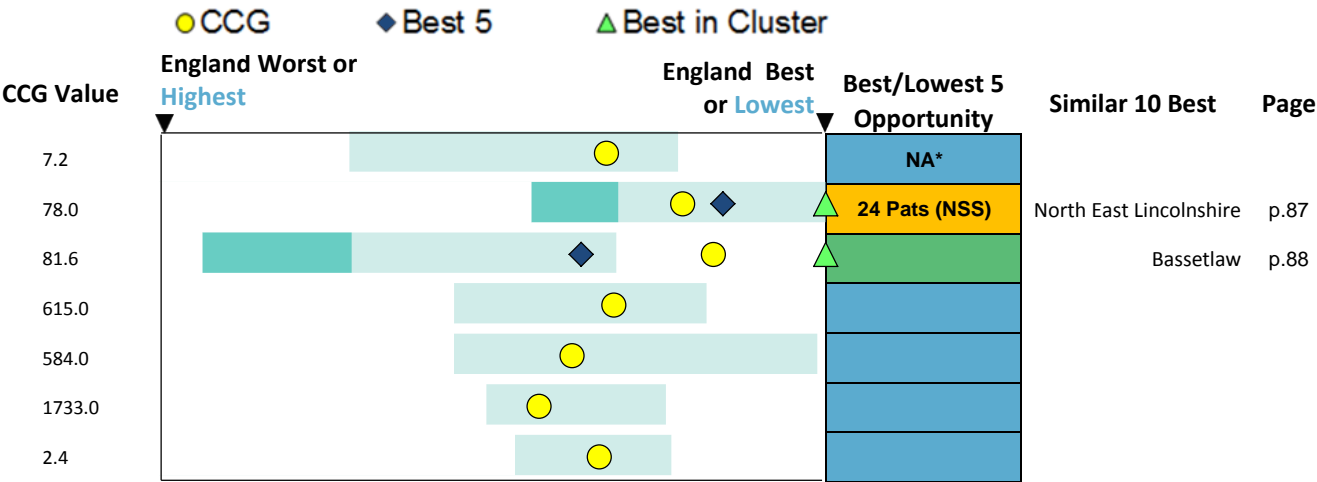 CCG Best 5 Best in Cluster
CCG Value
England Worst or
Highest
England Best
or Lowest
Best/Lowest 5
Opportunity
Similar 10 Best
Page
7.2 NA*
78.0 24 Pats (NSS) North East Lincolnshire p.87
81.6 Bassetlaw p.88
615.0
584.0
1733.0
2.4